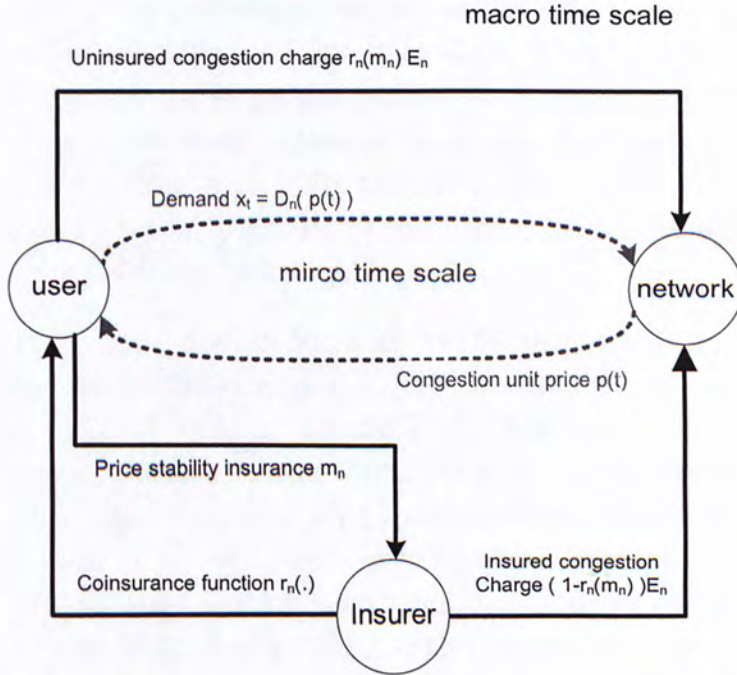 macro time scale
Uninsured congestion charge rₙ(mₙ) Eₙ
Demand xₜ = Dₙ( p(t) )
user
mirco time scale
network
Congestion unit price p(t)
Price stability insurance mₙ
Coinsurance function rₙ(.)
Insurer
Insured congestion
Charge ( 1-rₙ(mₙ) )Eₙ